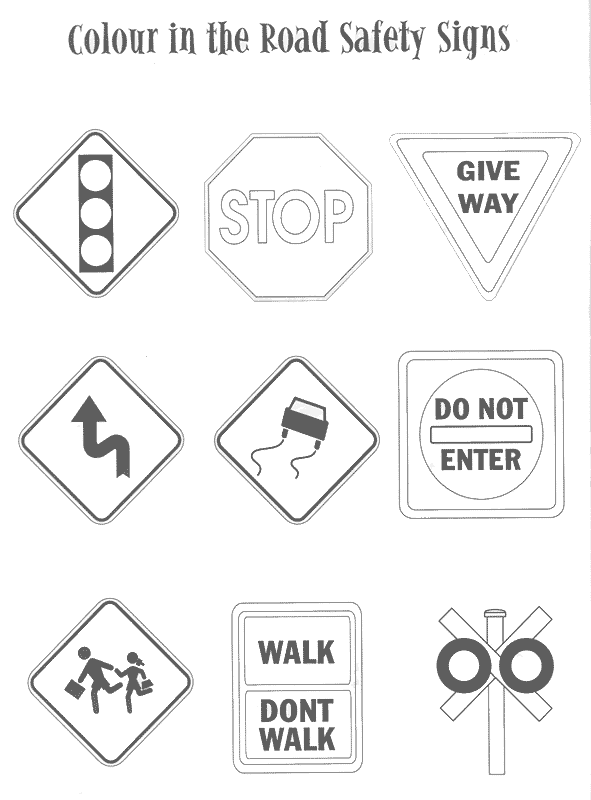 Colour in the Road Safety Signs
STOP
GIVE
WAY
DO NOT
ENTER
WALK
DONT
WALK